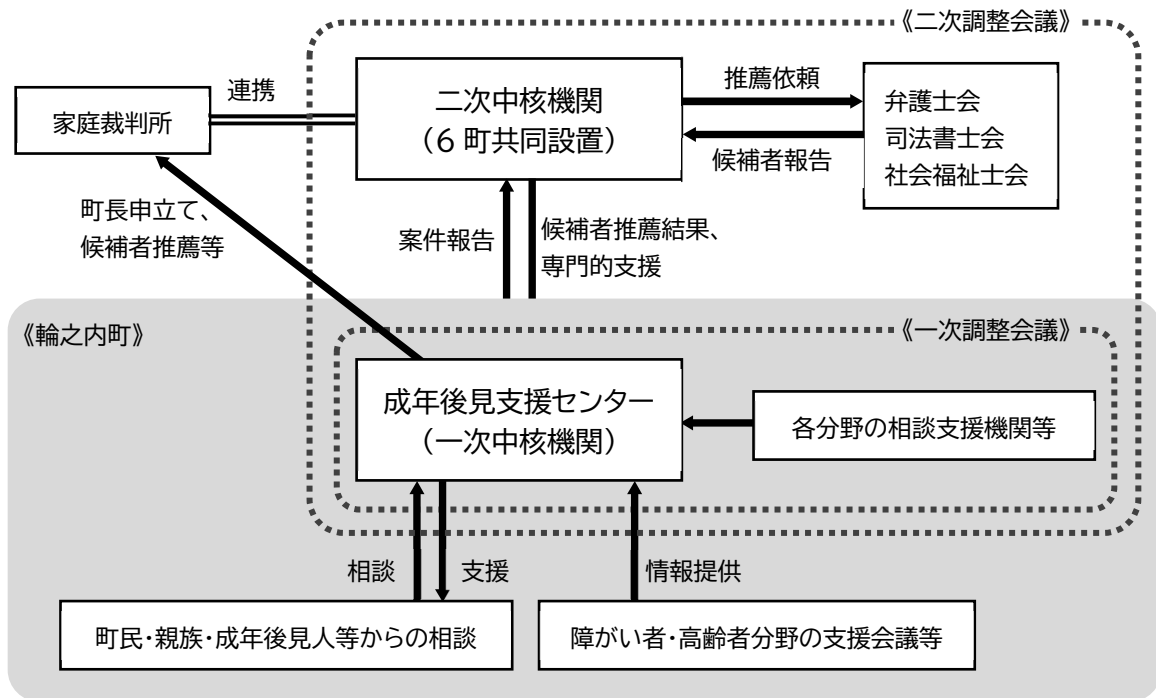 《二次調整会議》
家庭裁判所
連携
二次中核機関
（6 町共同設置）
推薦依頼
候補者報告
弁護士会
司法書士会
社会福祉士会
町長申立て、
候補者推薦等
案件報告
候補者推薦結果、
専門的支援
《輪之内町》
《一次調整会議》
成年後見支援センター
（一次中核機関）
各分野の相談支援機関等
相談
支援
情報提供
町民・親族・成年後見人等からの相談
障がい者・高齢者分野の支援会議等